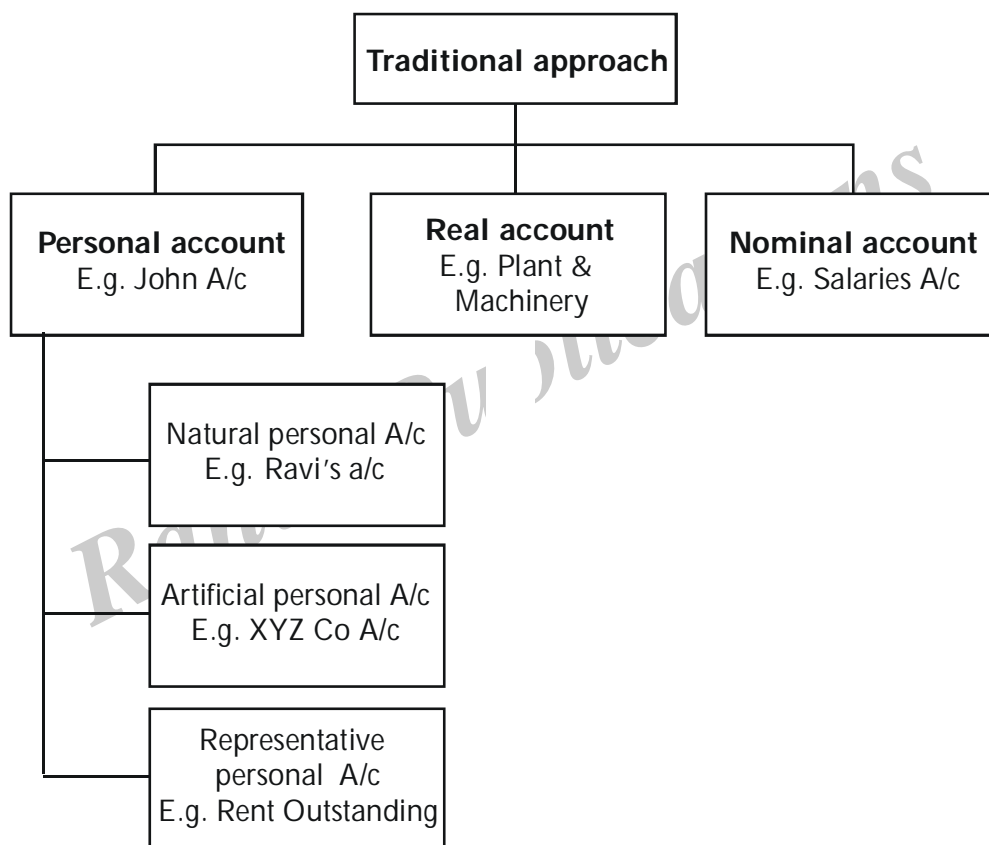 Traditional approach
Personal account
E.g. John A/c
Real account
E.g. Plant &
Machinery
Nominal account
E.g. Salaries A/c
Natural personal A/c
E.g. Ravi's a/c
Artificial personal A/c
E.g. XYZ Co A/c
Representative
personal A/c
E.g. Rent Outstanding